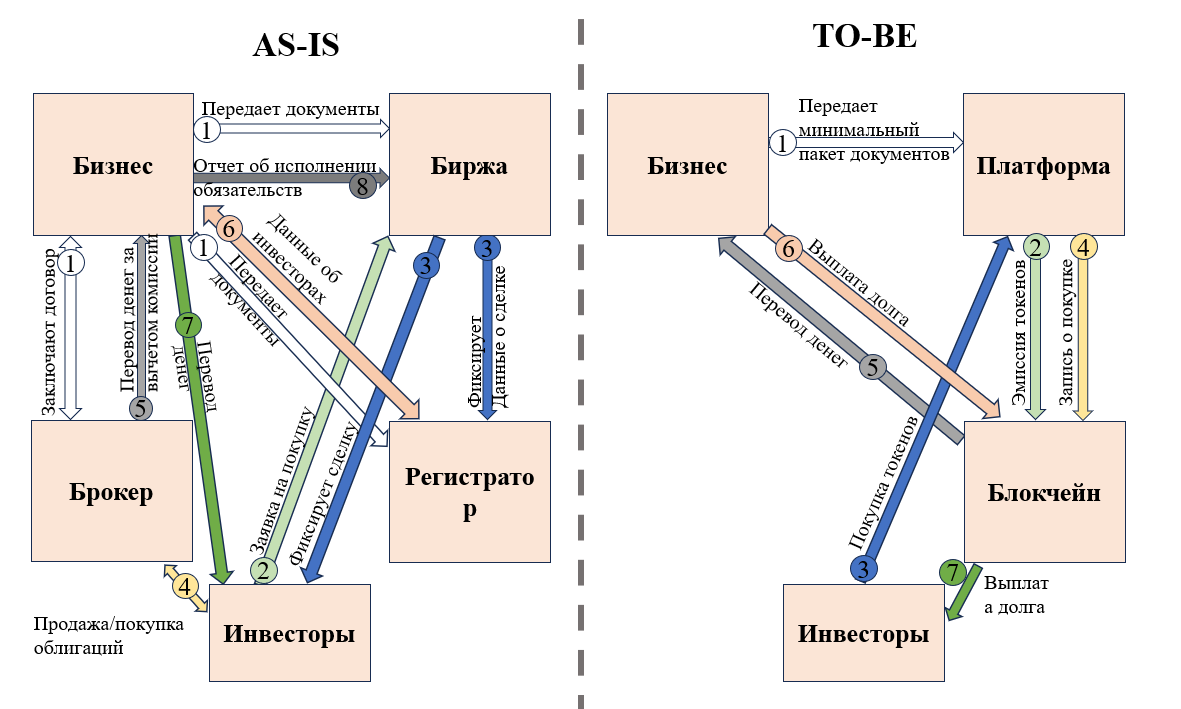 AS-IS
Бизнес
Биржа
Брокер
Регистрато
р
Инвесторы
1
Передает документы
Отчет об исполнении
обязательств
8
1
Заключают договор
5
Перевод денег за
вычетом комиссии
7
Перевод
денег
1
Передает
документы
6
Данные об
инвесторах
2
Заявка на покупку
3
Фиксирует сделку
3
Фиксирует
Данные о сделке
4
Продажа/покупка
облигаций
TO-BE
Бизнес
Платформа
Блокчейн
Инвесторы
1
Передает
минимальный
пакет документов
6
Выплата долга
5
Перевод денег
3
Покупка токенов
2
Эмиссия токенов
4
Запись о покупке
7
Выплат
а долга